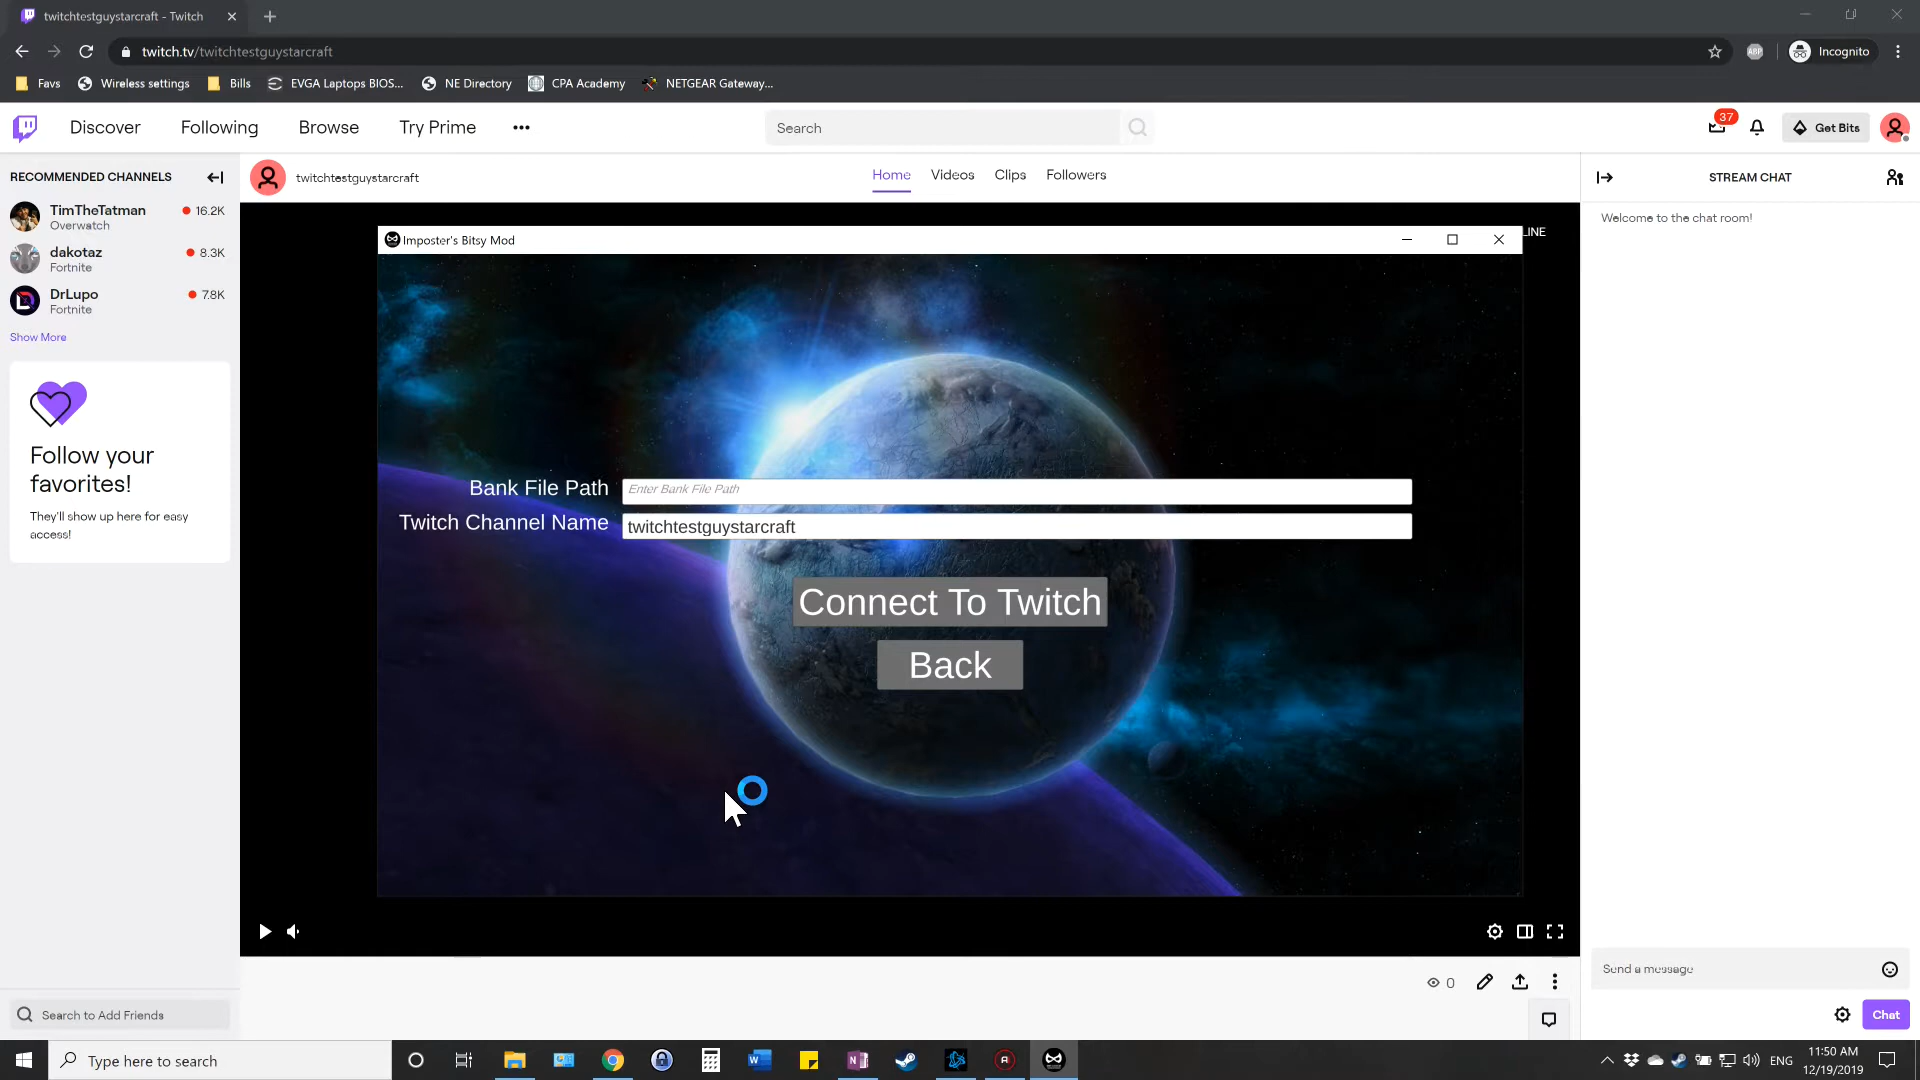 twitchtestguystarcraft - Twitch
twitch.tv/twitchtestguystarcraft
ABP
Incognito
Favs
Wireless settings
Bills
EVGA Laptops BIOS...
NE Directory
CPA Academy
NETGEAR Gateway...
Discover
Following
Browse
Try Prime
Search
37
Get Bits
RECOMMENDED CHANNELS
twitchtestguystarcraft
Home
Videos
Clips
Followers
STREAM CHAT
TimTheTatman
16.2K
Overwatch
dakotaz
8.3K
Fortnite
DrLupo
7.8K
Fortnite
Show More
Follow your
favorites!
They'll show up here for easy
access!
Search to Add Friends
LINE
Imposter's Bitsy Mod
Bank File Path
Enter Bank File Path
Twitch Channel Name
twitchtestguystarcraft
Connect To Twitch
Back
0
Welcome to the chat room!
Send a message
Chat
Type here to search
ENG
11:50 AM
12/19/2019